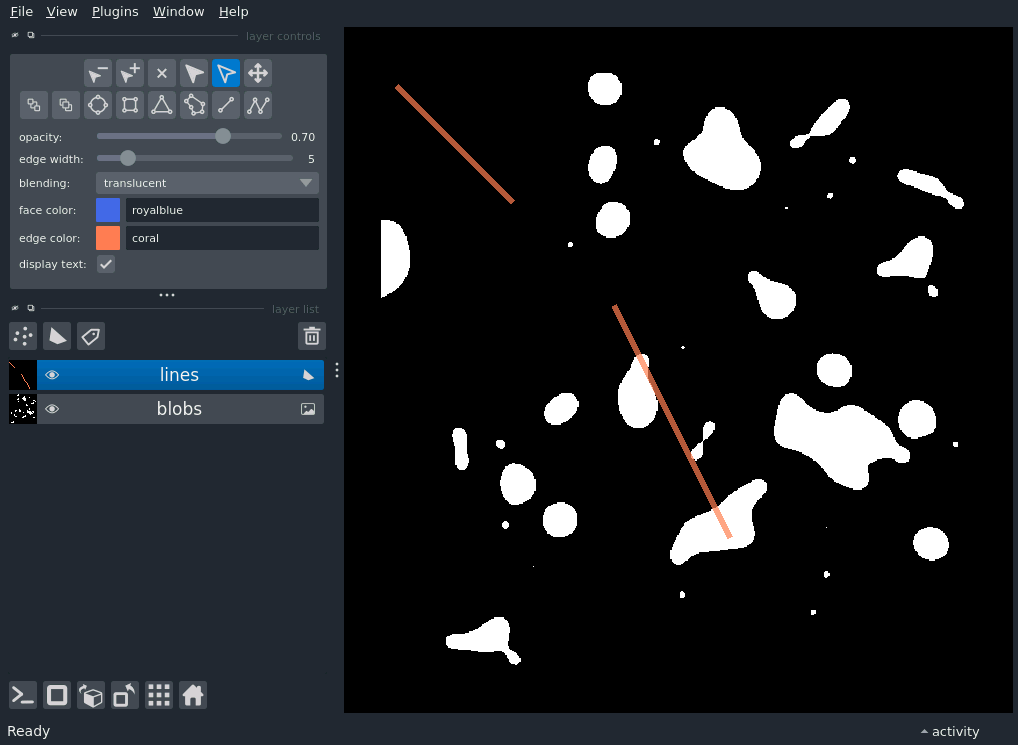 File View Plugins Window Help
layer controls
opacity: 0.70
edge width: 5
blending: translucent
face color: royalblue
edge color: coral
display text:
layer list
lines
blobs
Ready
activity